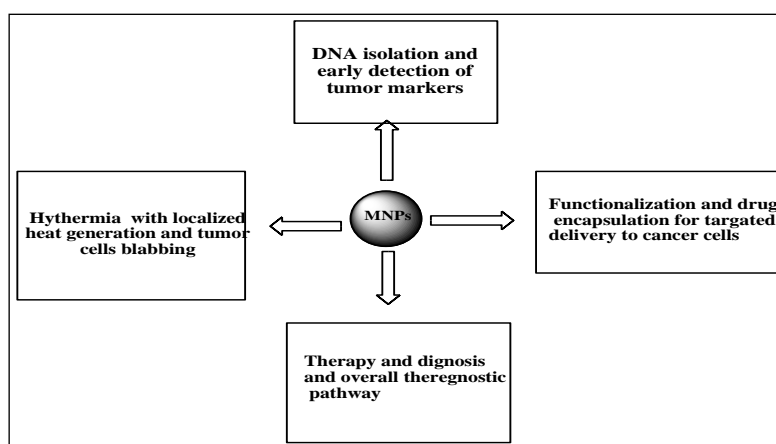 DNA isolation and
early detection of
tumor markers
Hythermia with localized
heat generation and tumor
cells blabbing
MNPs
Functionalization and drug
encapsulation for targated
delivery to cancer cells
Therapy and dignosis
and overall theregnostic
pathway